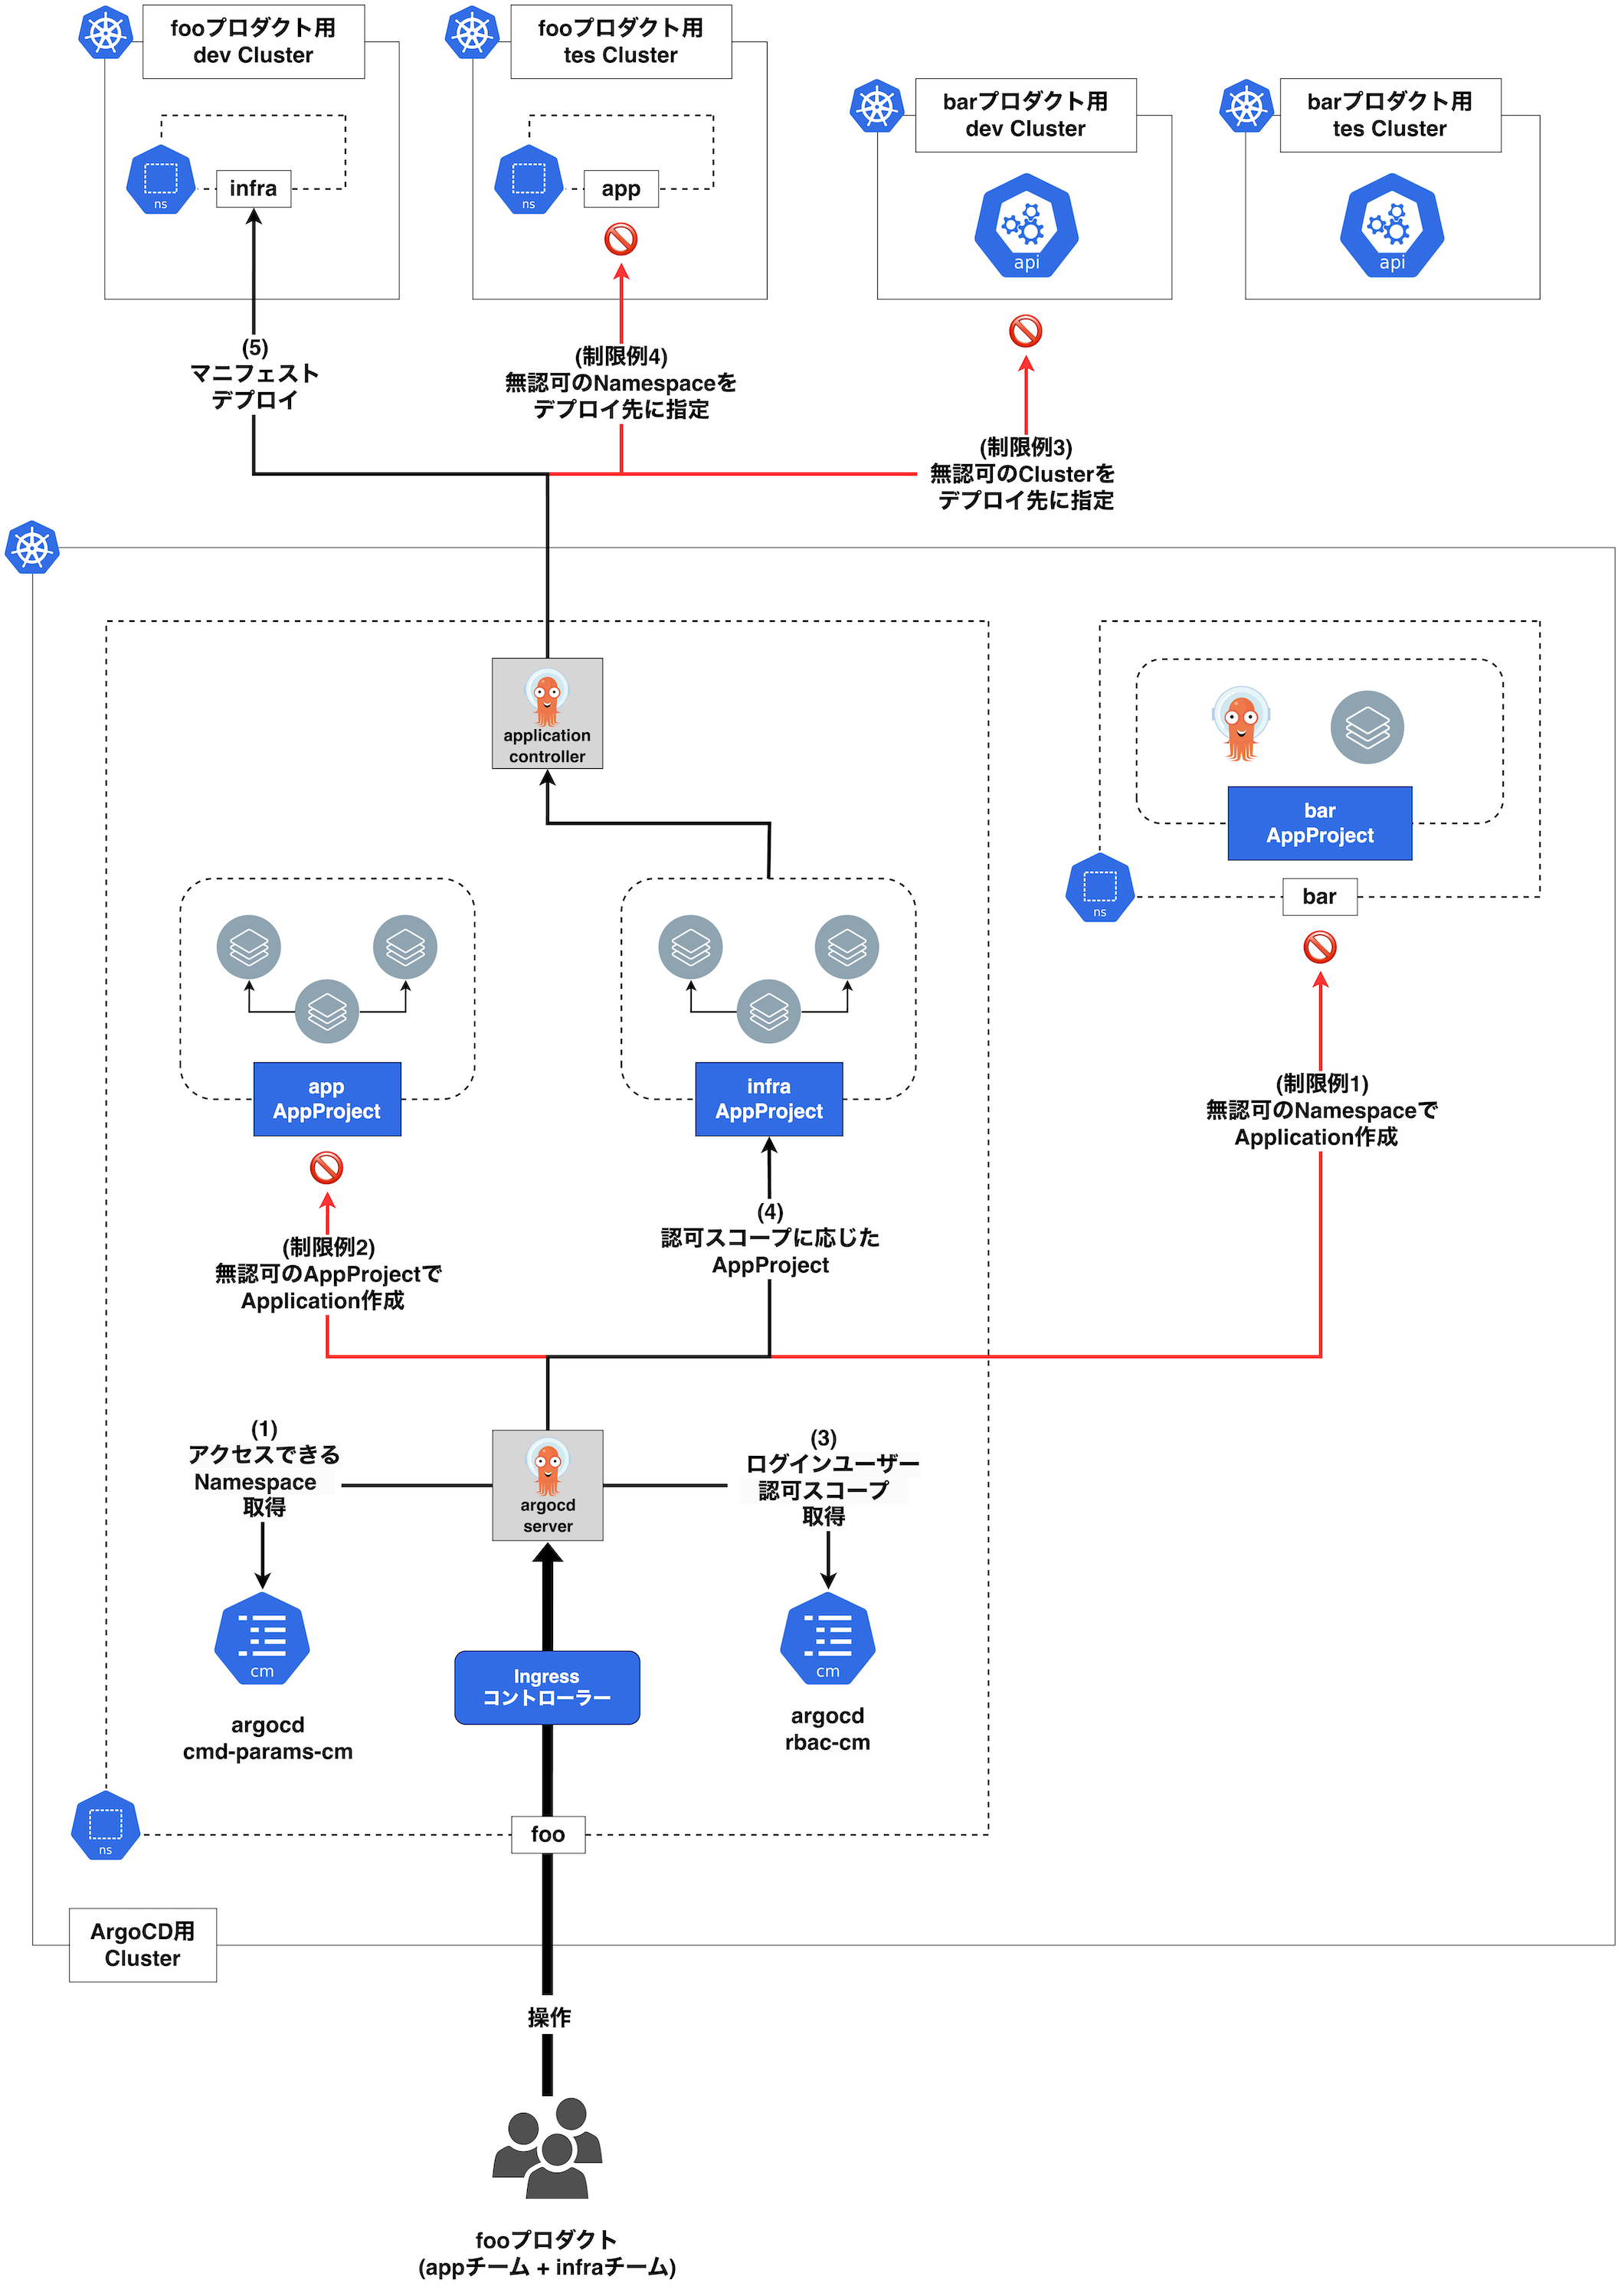 fooプロダクト用
dev Cluster
fooプロダクト用
tes Cluster
barプロダクト用
dev Cluster
barプロダクト用
tes Cluster
ns
infra
ns
app
api
api
(5)
マニフェスト
デプロイ
(制限例4)
無認可のNamespaceを
デプロイ先に指定
(制限例3)
無認可のClusterを
デプロイ先に指定
application
controller
bar
AppProject
ns
bar
app
AppProject
infra
AppProject
(制限例1)
無認可のNamespaceで
Application作成
(制限例2)
無認可のAppProjectで
Application作成
(4)
認可スコープに応じた
AppProject
(1)
アクセスできる
Namespace
取得
argocd
server
(3)
ログインユーザー
認可スコープ
取得
cm
argocd
cmd-params-cm
Ingress
コントローラー
cm
argocd
rbac-cm
ns
foo
ArgoCD用
Cluster
操作
fooプロダクト
(appチーム + infraチーム)